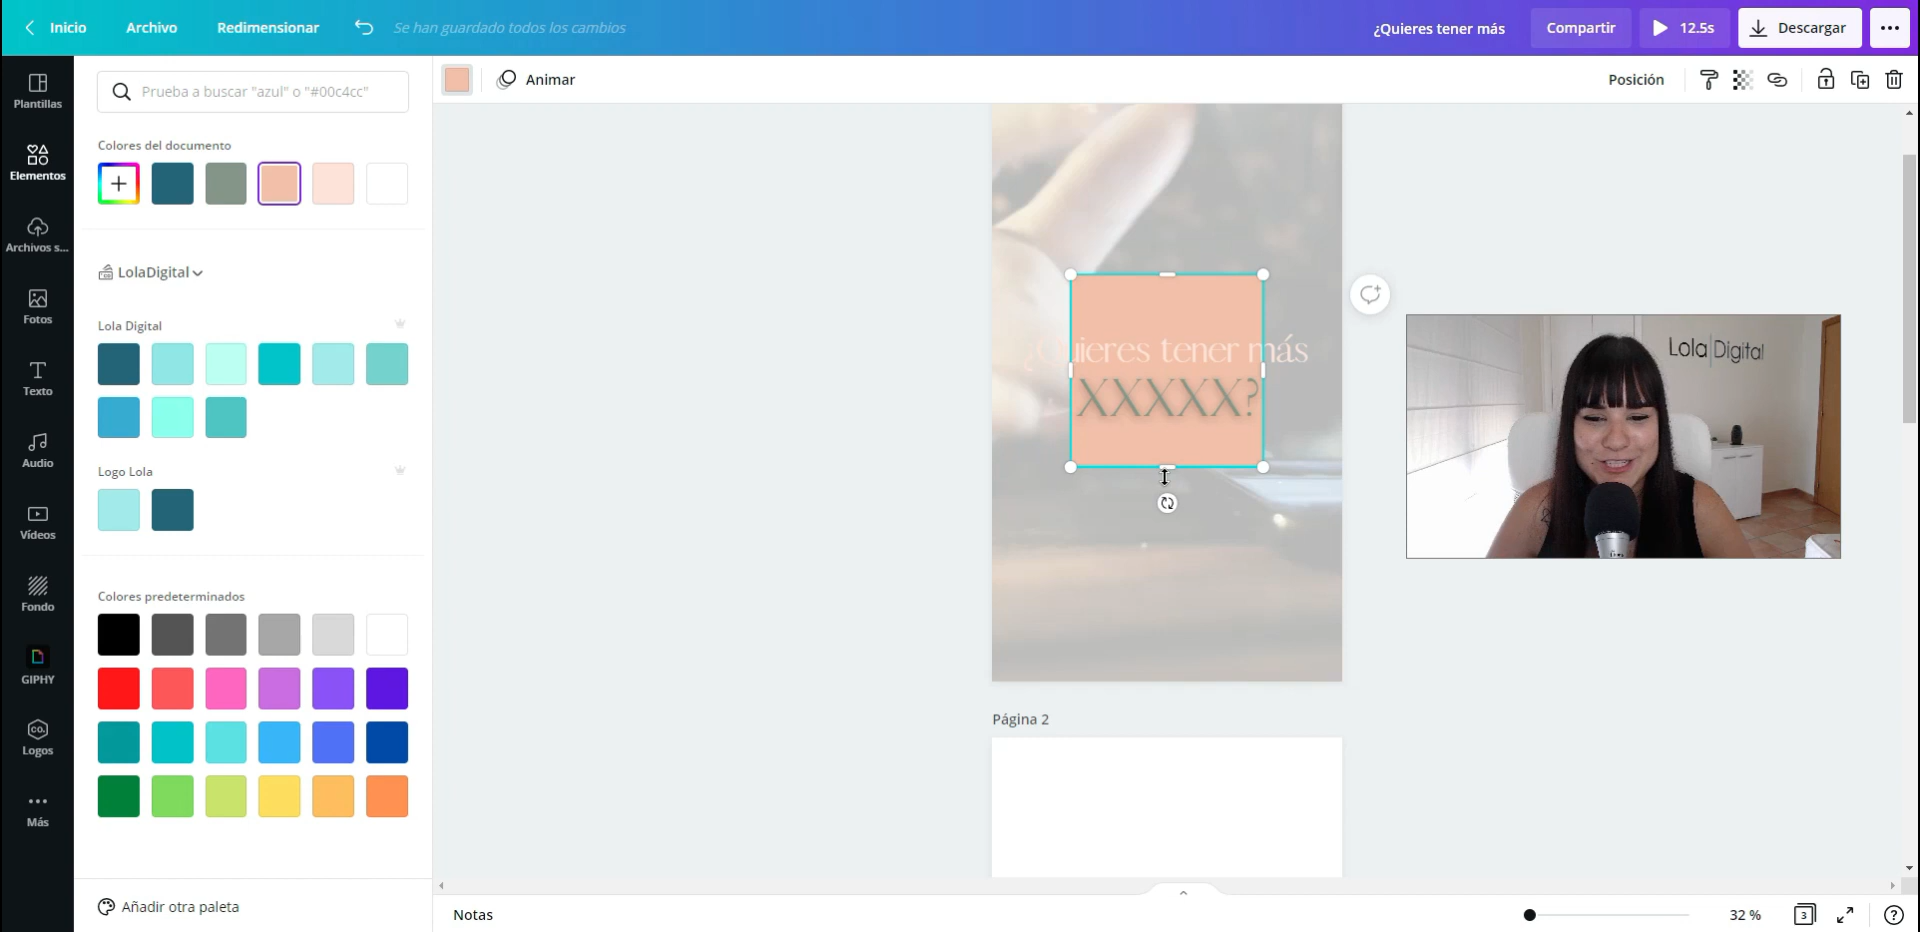 Inicio
Archivo
Redimensionar
Se han guardado todos los cambios
¿Quieres tener más
Compartir
12.5s
Descargar
Plantillas
Elementos
Archivos s...
Fotos
Texto
Audio
Vídeos
Fondo
GIPHY
CO.
Logos
Más
Prueba a buscar "azul" o "#00c4cc"
Colores del documento
LolaDigital
Lola Digital
Logo Lola
Colores predeterminados
Añadir otra paleta
Animar
Posición
¿Quieres tener más
XXXXX?
Lola|Digital
Página 2
Notas
32 %
3
?